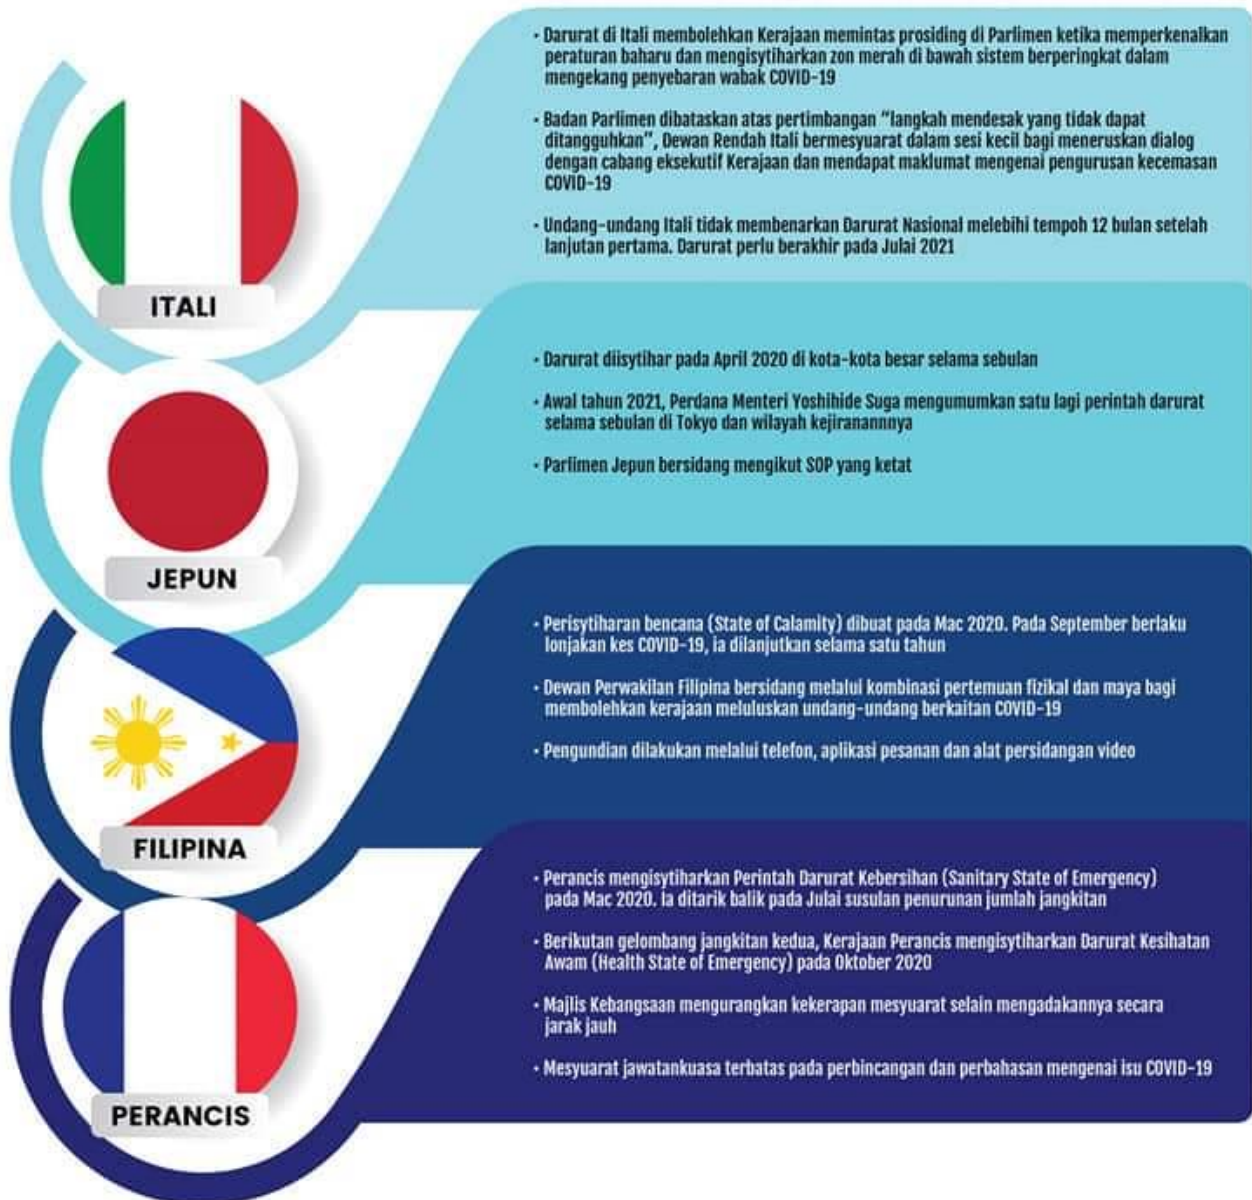 • Darurat di Itali membolehkan Kerajaan memintas prosiding di Parlimen ketika memperkenalkan
peraturan baharu dan mengisytiharkan zon merah di bawah sistem berperingkat dalam
mengekang penyebaran wabak COVID-19
• Badan Parlimen dibataskan atas pertimbangan "langkah mendesak yang tidak dapat
ditangguhkan", Dewan Rendah Itali bermesyuarat dalam sesi kecil bagi meneruskan dialog
dengan cabang eksekutif Kerajaan dan mendapat maklumat mengenai pengurusan kecemasan
COVID-19
• Undang-undang Itali tidak membenarkan Darurat Nasional melebihi tempoh 12 bulan setelah
lanjutan pertama. Darurat perlu berakhir pada Julai 2021
ITALI
• Darurat diisytihar pada April 2020 di kota-kota besar selama sebulan
• Awal tahun 2021, Perdana Menteri Yoshihide Suga mengumumkan satu lagi perintah darurat
selama sebulan di Tokyo dan wilayah kejiranannnya
• Parlimen Jepun bersidang mengikut SOP yang ketat
JEPUN
• Perisytiharan bencana (State of Calamity) dibuat pada Mac 2020. Pada September berlaku
lonjakan kes COVID-19, ia dilanjutkan selama satu tahun
• Dewan Perwakilan Filipina bersidang melalui kombinasi pertemuan fizikal dan maya bagi
membolehkan kerajaan meluluskan undang-undang berkaitan COVID-19
• Pengundian dilakukan melalui telefon, aplikasi pesanan dan alat persidangan video
FILIPINA
• Perancis mengisytiharkan Perintah Darurat Kebersihan (Sanitary State of Emergency)
pada Mac 2020. Ia ditarik balik pada Julai susulan penurunan jumlah jangkitan
• Berikutan gelombang jangkitan kedua, Kerajaan Perancis mengisytiharkan Darurat Kesihatan
Awam (Health State of Emergency) pada Oktober 2020
• Majlis Kebangsaan mengurangkan kekerapan mesyuarat selain mengadakannya secara
jarak jauh
• Mesyuarat jawatankuasa terbatas pada perbincangan dan perbahasan mengenai isu COVID-19
PERANCIS